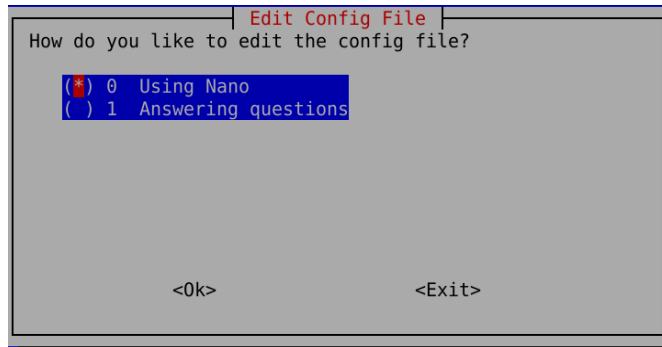 Edit Config File
How do you like to edit the config file?
(*) 0 Using Nano
( ) 1 Answering questions
<Ok> <Exit>